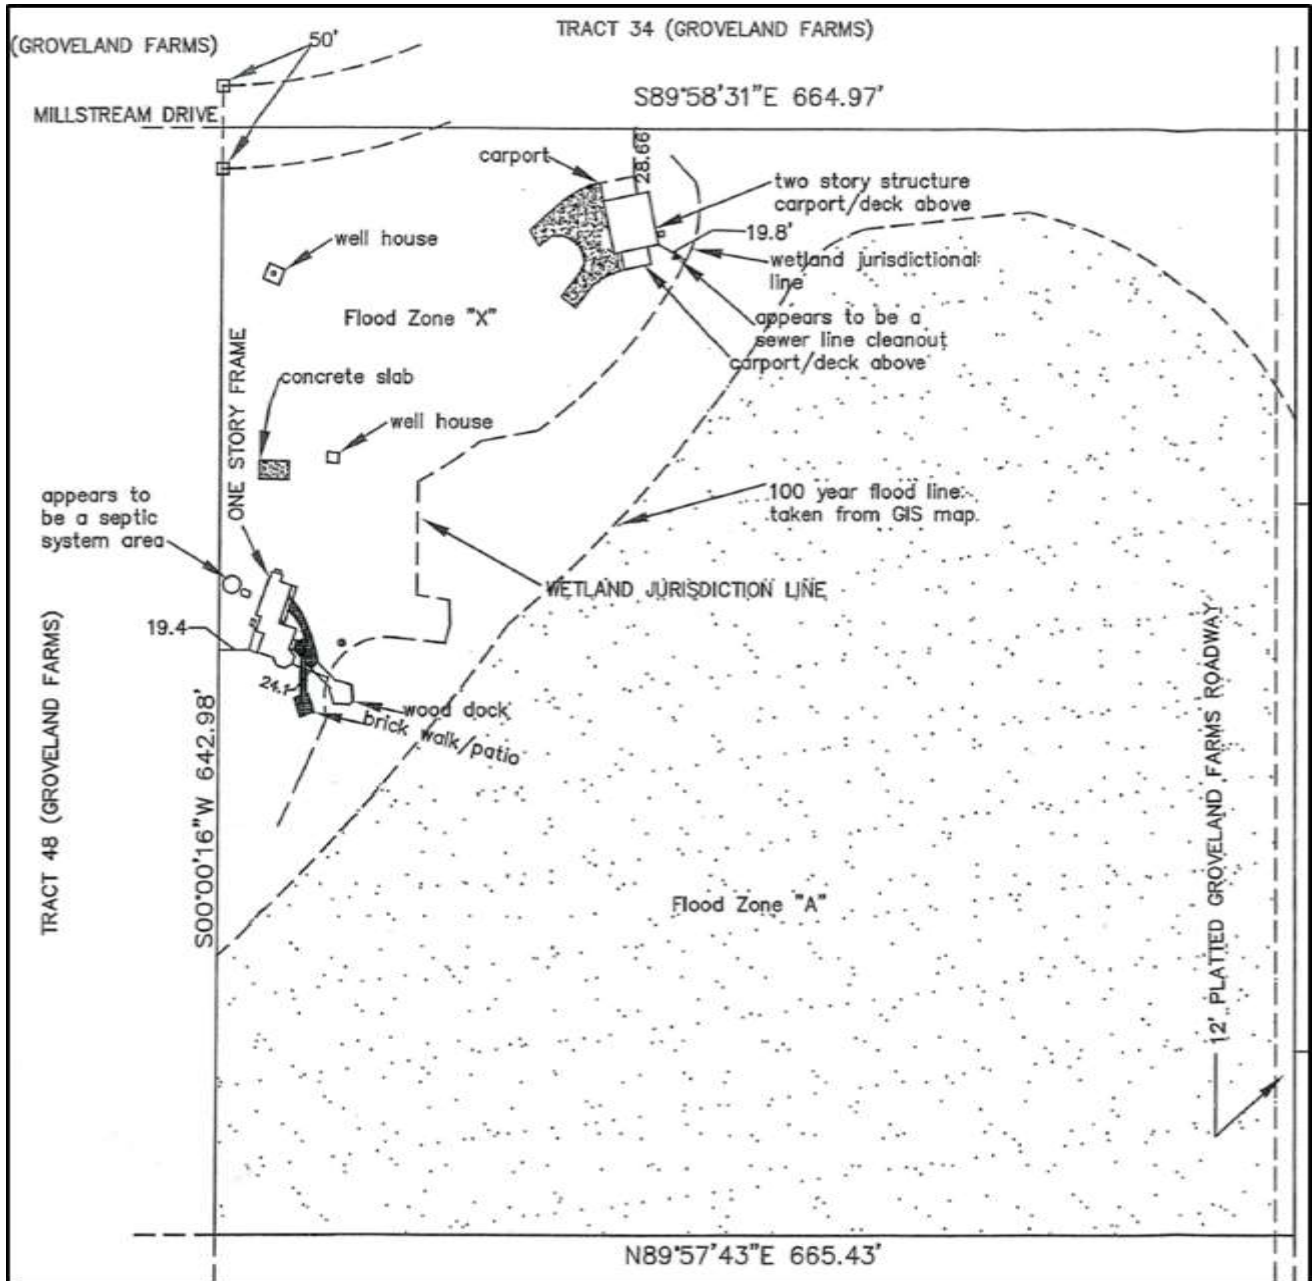 TRACT 34 (GROVELAND FARMS)
(GROVELAND FARMS)
50'
S89°58'31"E 664.97'
MILLSTREAM DRIVE
carport
28.66'
two story structure
carport/deck above
19.8'
well house
wetland jurisdictional
line
Flood Zone "X"
appears to be a
sewer line cleanout
carport/deck above
ONE STORY FRAME
concrete slab
well house
appears to
be a septic
system area
100 year flood line
taken from GIS map.
WETLAND JURISDICTION LINE
19.4
24.1
wood dock
brick walk/patio
TRACT 48 (GROVELAND FARMS)
S00°00'16"W 642.98'
Flood Zone "A"
12' PLATTED GROVELAND FARMS ROADWAY
N89°57'43"E 665.43'